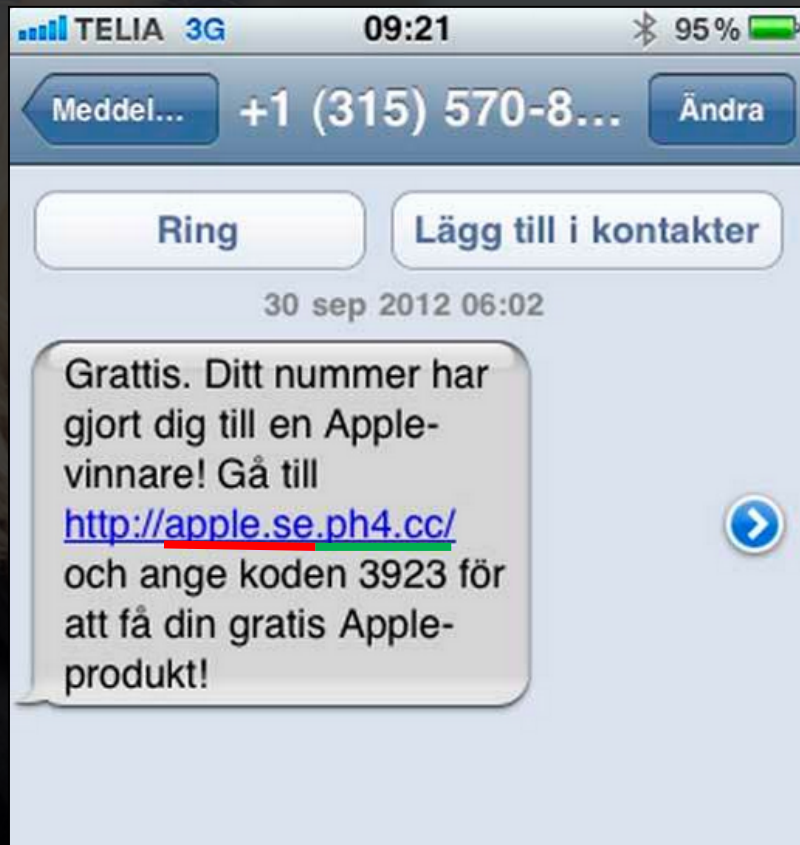 TELIA 3G 09:21 95%
Meddel... +1 (315) 570-8... Ändra
Ring Lägg till i kontakter
30 sep 2012 06:02
Grattis. Ditt nummer har
gjort dig till en Apple-
vinnare! Gå till
http://apple.se.ph4.cc/
och ange koden 3923 för
att få din gratis Apple-
produkt!